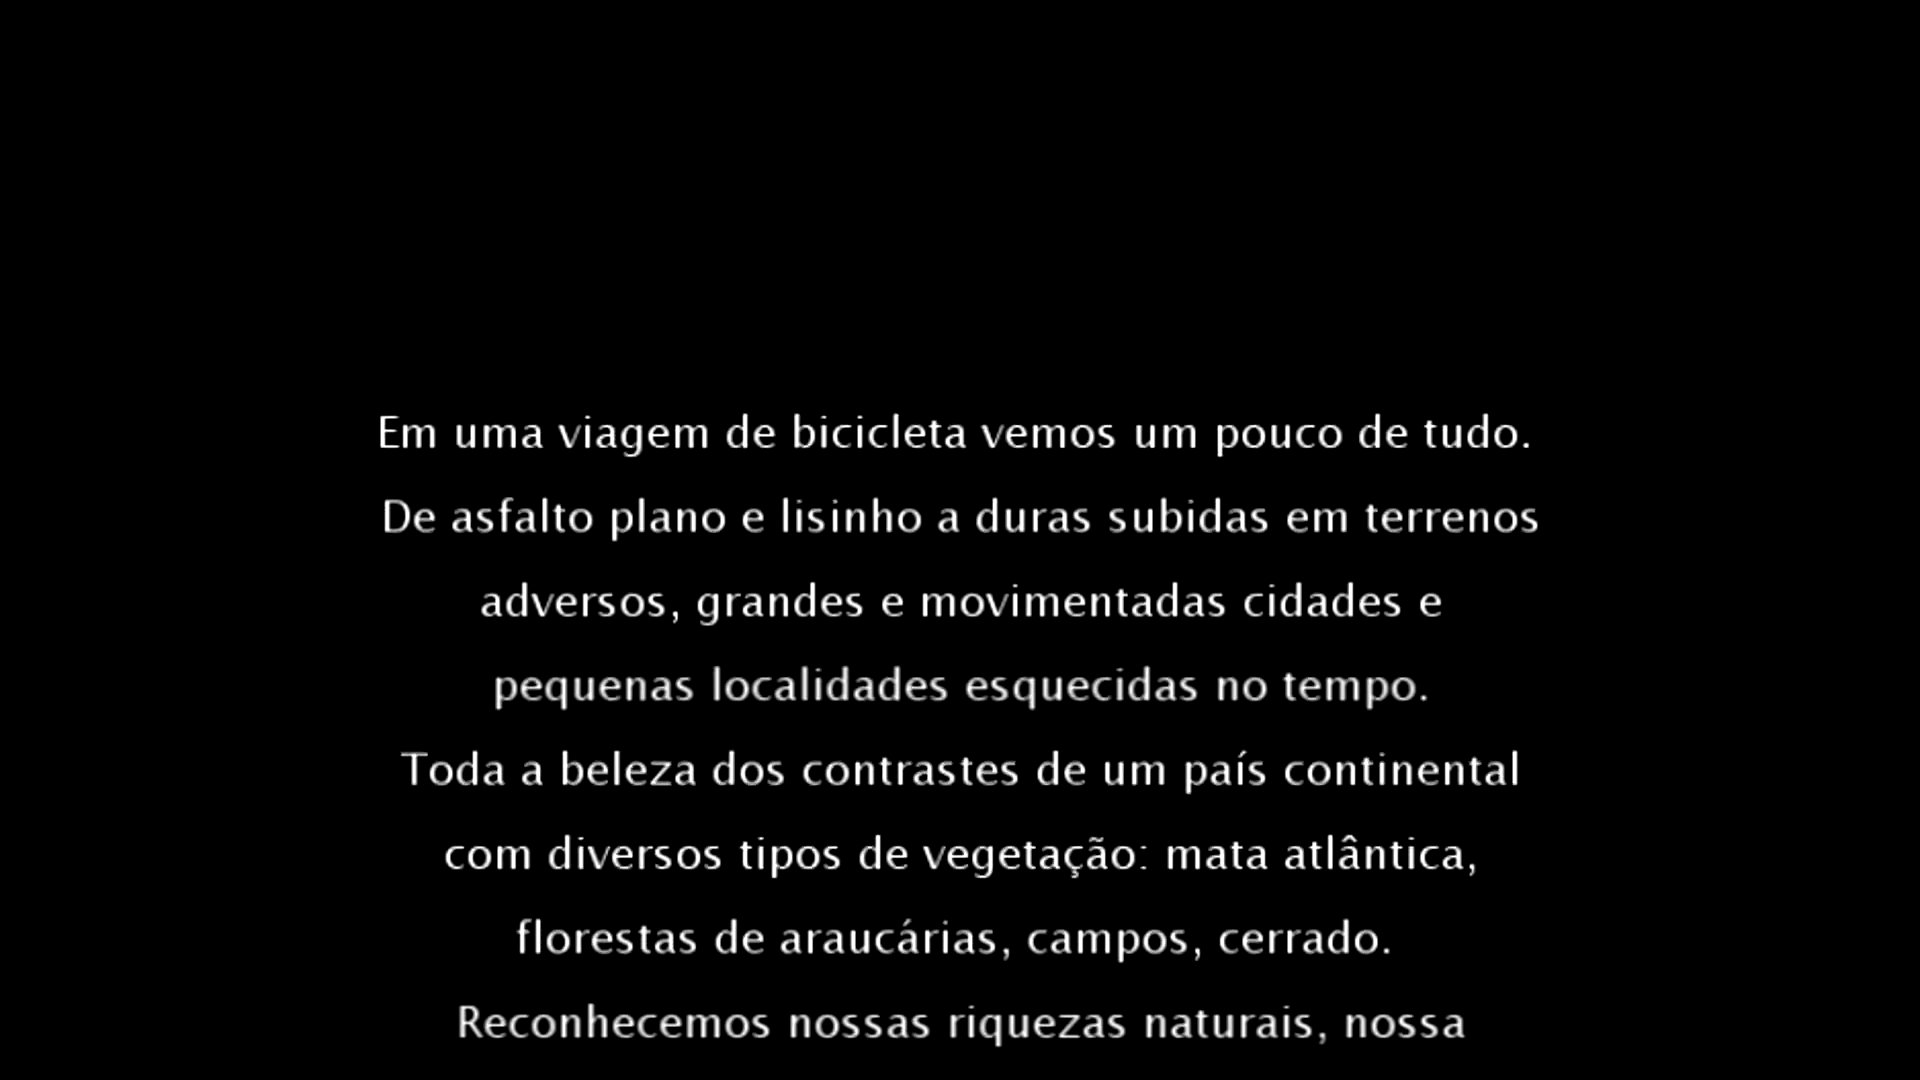 Em uma viagem de bicicleta vemos um pouco de tudo.
De asfalto plano e lisinho a duras subidas em terrenos
adversos, grandes e movimentadas cidades e
pequenas localidades esquecidas no tempo.
Toda a beleza dos contrastes de um país continental
com diversos tipos de vegetação: mata atlântica,
florestas de araucárias, campos, cerrado.
Reconhecemos nossas riquezas naturais, nossa